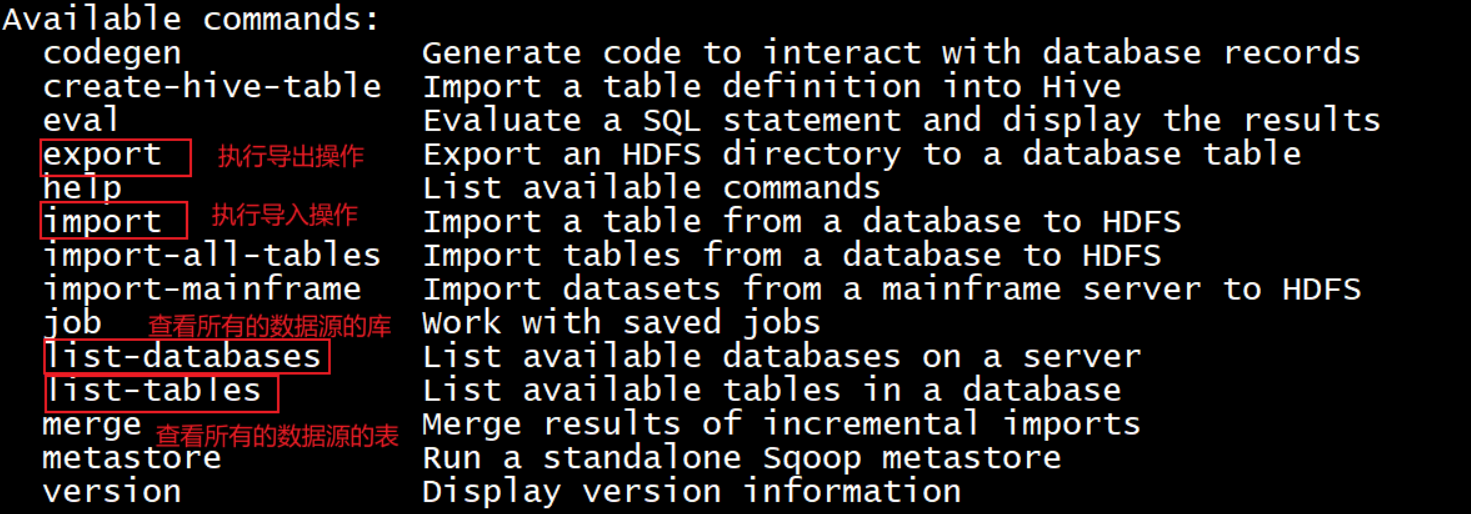 Available commands:
codegen Generate code to interact with database records
create-hive-table Import a table definition into Hive
eval Evaluate a SQL statement and display the results
export 执行导出操作 Export an HDFS directory to a database table
help List available commands
import 执行导入操作 Import a table from a database to HDFS
import-all-tables Import tables from a database to HDFS
import-mainframe Import datasets from a mainframe server to HDFS
job 查看所有的数据源的库 Work with saved jobs
list-databases List available databases on a server
list-tables List available tables in a database
merge 查看所有的数据源的表 Merge results of incremental imports
metastore Run a standalone Sqoop metastore
version Display version information